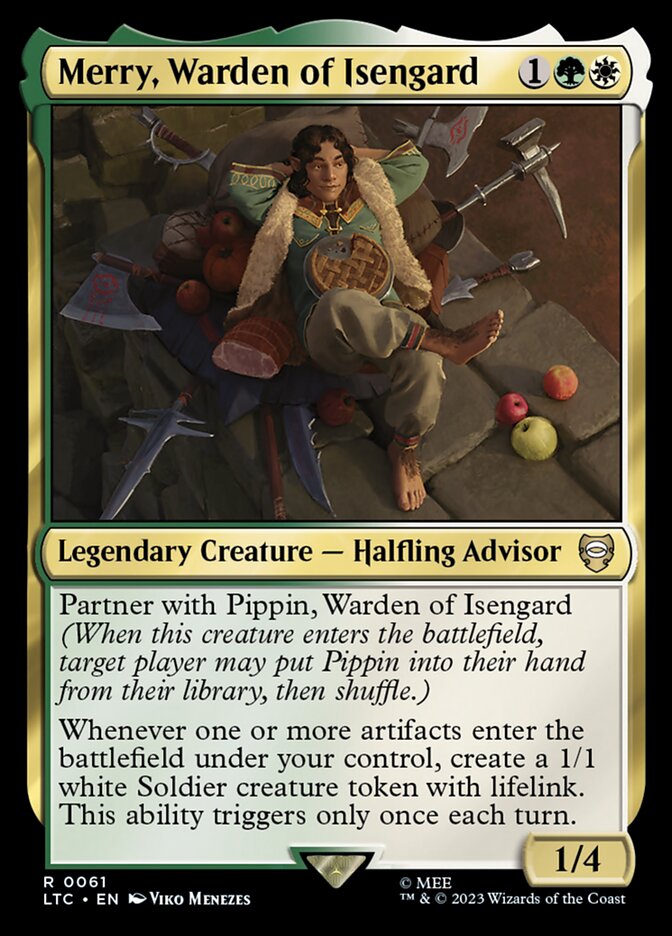 Merry, Warden of Isengard 1
Legendary Creature — Halfling Advisor
Partner with Pippin, Warden of Isengard
(When this creature enters the battlefield,
target player may put Pippin into their hand
from their library, then shuffle.)
Whenever one or more artifacts enter the
battlefield under your control, create a 1/1
white Soldier creature token with lifelink.
This ability triggers only once each turn.
1/4
R 0061
LTC • EN Viko Menezes
© MEE
™ & © 2023 Wizards of the Coast